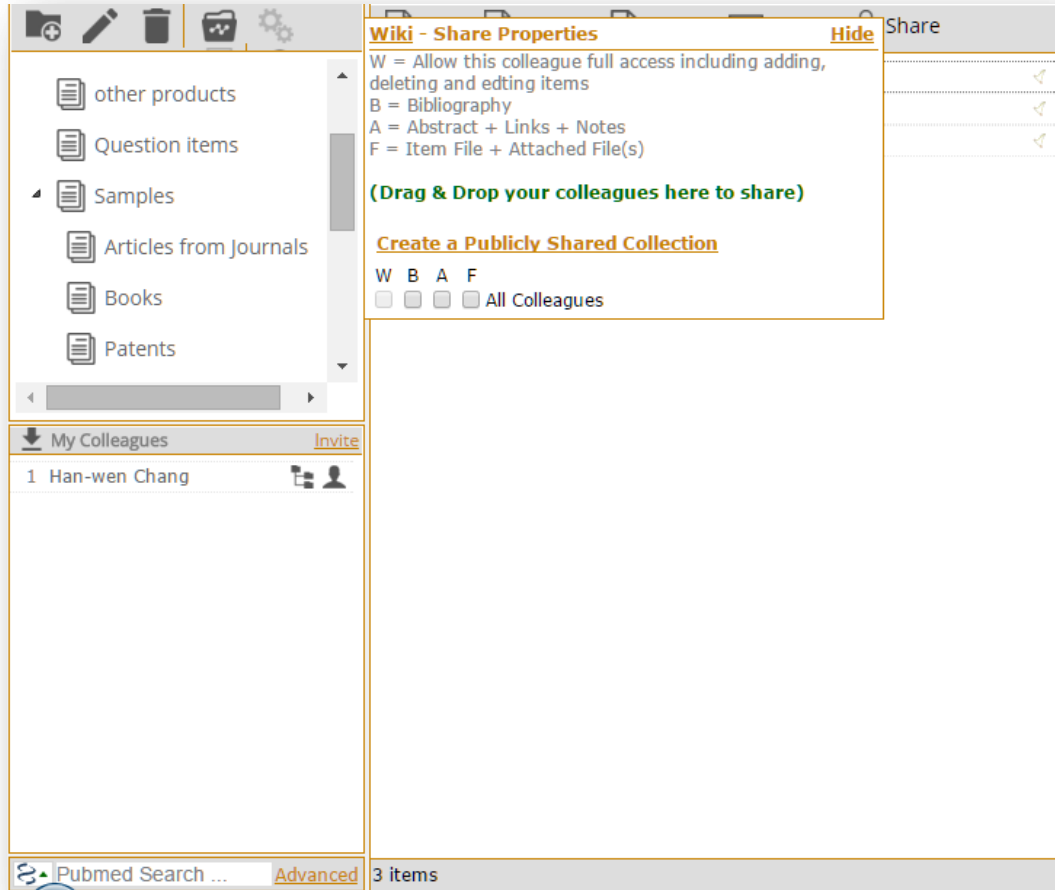 other products
Question items
Samples
Articles from Journals
Books
Patents
My Colleagues Invite
1 Han-wen Chang
Pubmed Search ... Advanced
Wiki - Share Properties Hide
W = Allow this colleague full access including adding,
deleting and edting items
B = Bibliography
A = Abstract + Links + Notes
F = Item File + Attached File(s)
(Drag & Drop your colleagues here to share)
Create a Publicly Shared Collection
W B A F
All Colleagues
Share
3 items